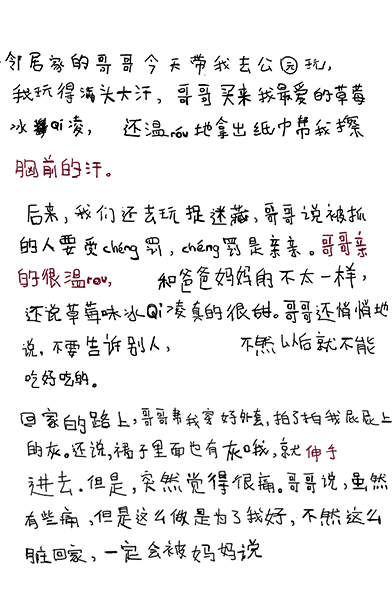 邻居家的哥哥今天带我去公园玩,
我玩得满头大汗，哥哥买来我最爱的草莓
冰Qi凌， 还温róu地拿出纸巾帮我擦
胸前的汗。
后来，我们还去玩捉迷藏，哥哥说被抓
的人要受chéng罚，chéng罚是亲亲。哥哥亲
的很温rou, 和爸爸妈妈的不太一样，
还说草莓味冰Qi凌真的很甜。哥哥还悄悄地
说，不要告诉别人， 不然以后就不能
吃好吃的。
回家的路上，哥哥帮我穿好外套，拍了拍我屁屁上
的灰。还说，裙子里面也有灰哦，就伸手
进去。但是，突然觉得很痛。哥哥说，虽然
有些痛，但是这么做是为了我好，不然这么
脏回家，一定会被妈妈说